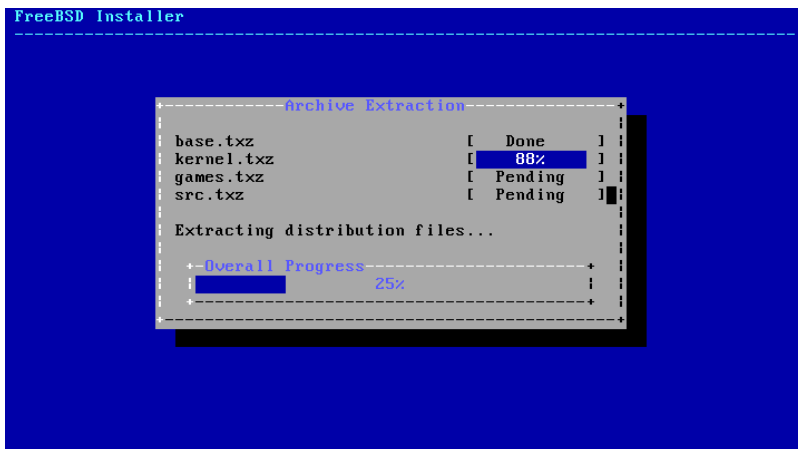 FreeBSD Installer
Archive Extraction
base.txz [ Done ]
kernel.txz [ 88% ]
games.txz [ Pending ]
src.txz [ Pending ]
Extracting distribution files...
Overall Progress
25%